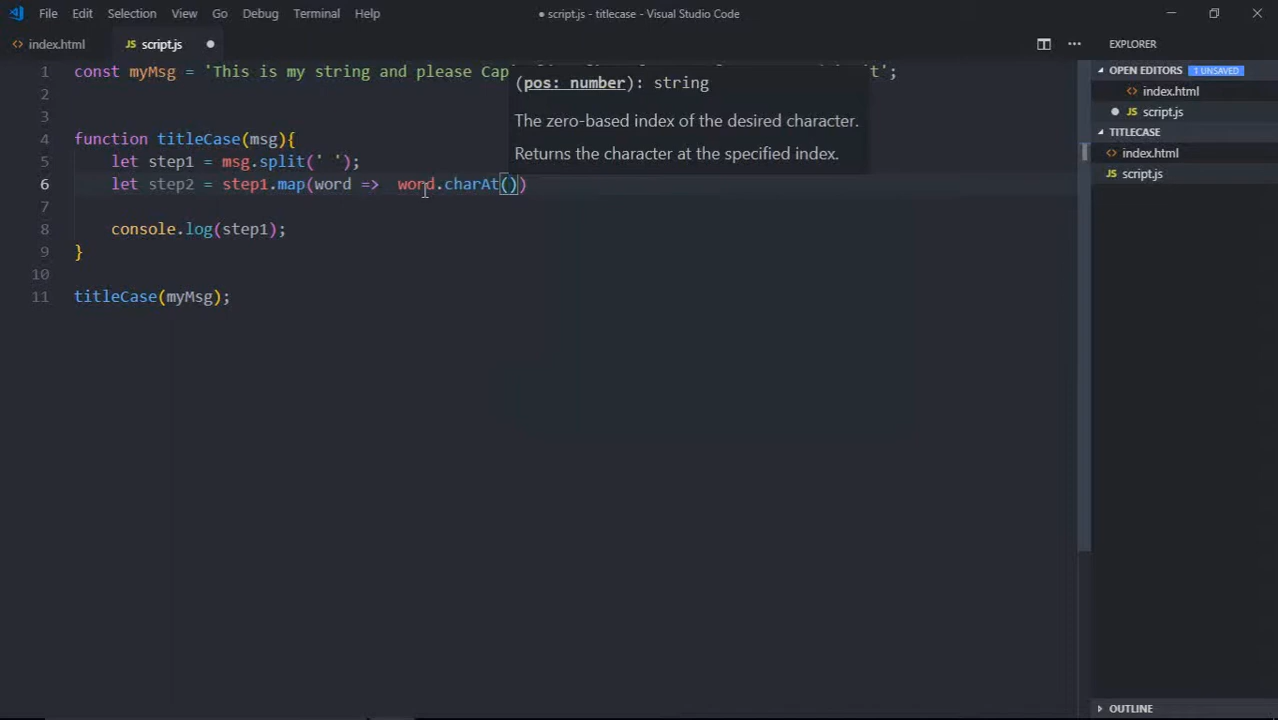 File Edit Selection View Go Debug Terminal Help ● script.js - titlecase - Visual Studio Code
<> index.html JS script.js ● EXPLORER
1 const myMsg = 'This is my string and please Cap t';
(pos: number): string
The zero-based index of the desired character.
Returns the character at the specified index.
2
3
4 function titleCase(msg){
5 let step1 = msg.split(' ');
6 let step2 = step1.map(word =>  word.charAt())
7
8 console.log(step1);
9 }
10
11 titleCase(myMsg);
OPEN EDITORS 1 UNSAVED
<> index.html
● JS script.js
TITLECASE
<> index.html
JS script.js
OUTLINE